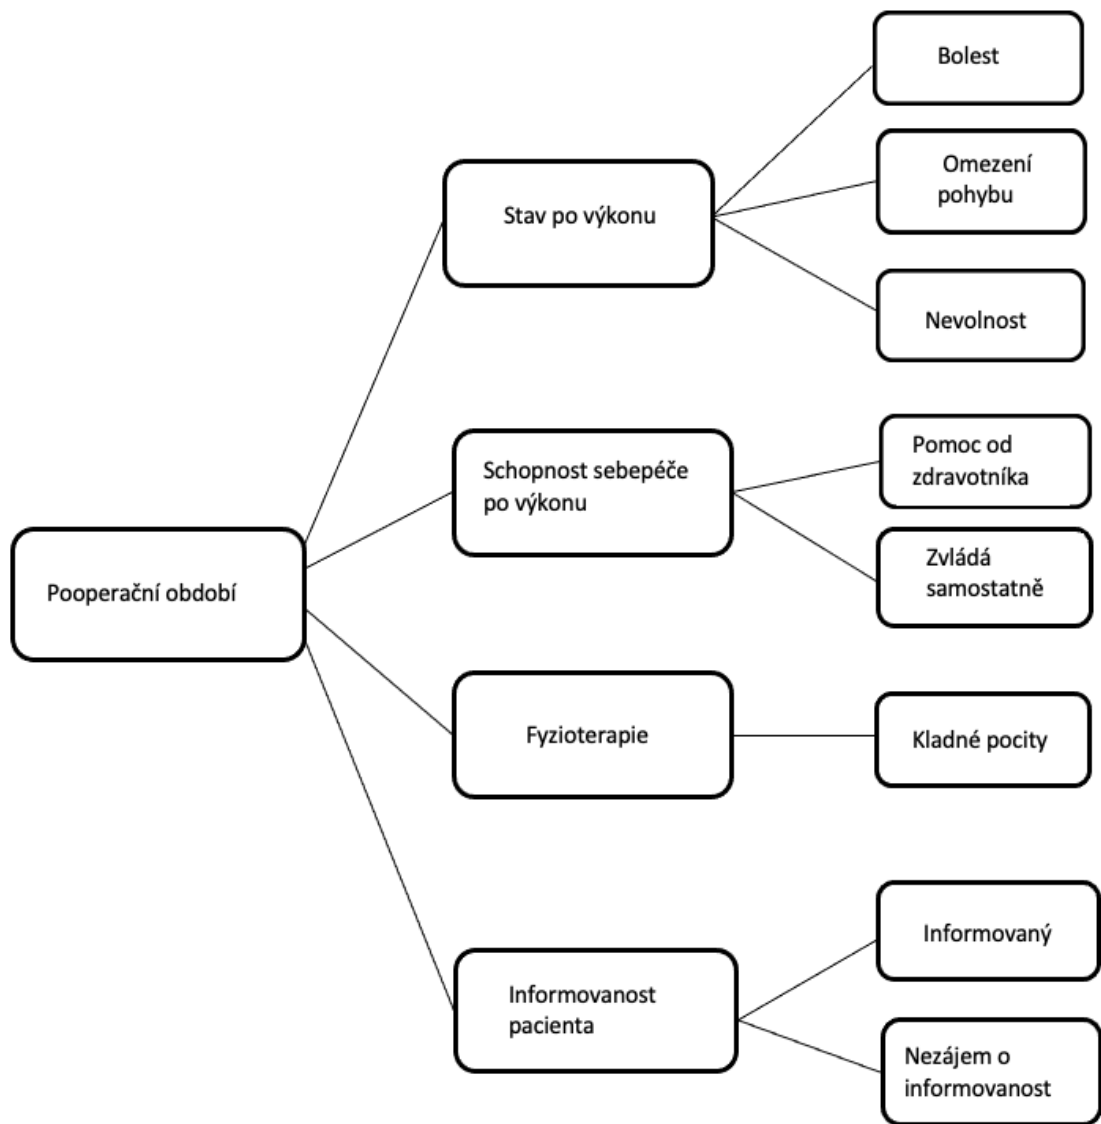 Bolest
Omezení
pohybu
Stav po výkonu
Nevolnost
Pomoc od
zdravotníka
Schopnost sebepéče
po výkonu
Zvládá
samostatně
Pooperační období
Fyzioterapie
Kladné pocity
Informovaný
Informovanost
pacienta
Nezájem o
informovanost